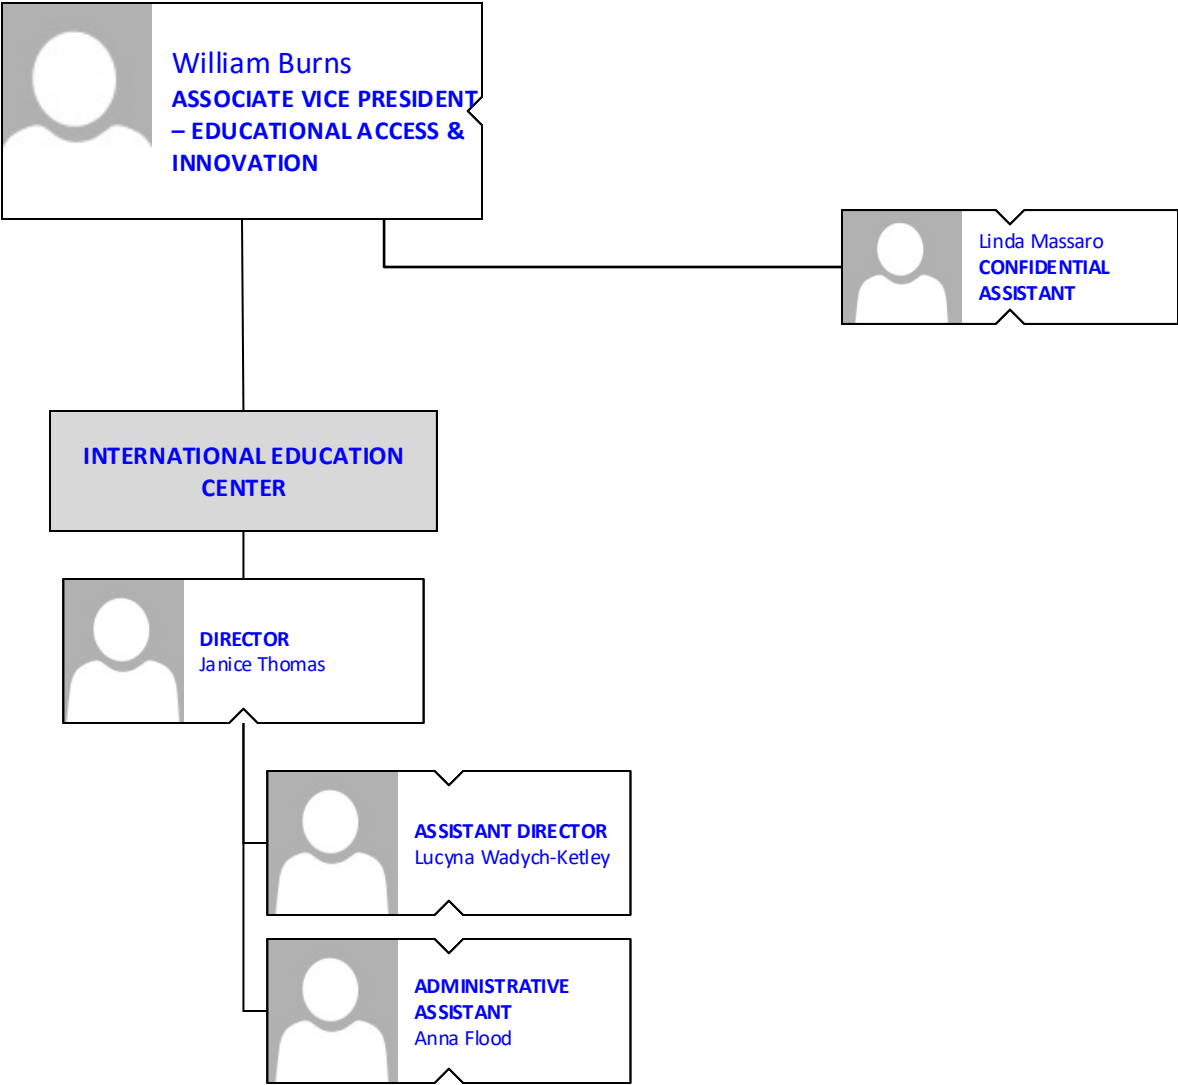 William Burns
ASSOCIATE VICE PRESIDENT
– EDUCATIONAL ACCESS &
INNOVATION
Linda Massaro
CONFIDENTIAL
ASSISTANT
INTERNATIONAL EDUCATION
CENTER
DIRECTOR
Janice Thomas
ASSISTANT DIRECTOR
Lucyna Wadych-Ketley
ADMINISTRATIVE
ASSISTANT
Anna Flood